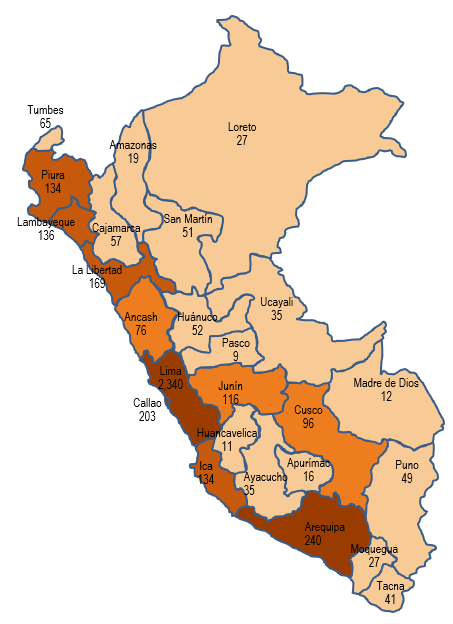 Tumbes
65
Loreto
27
Amazonas
19
Piura
134
Lambayeque
136
Cajamarca
57
San Martín
51
La Libertad
169
Ancash
76
Huánuco
52
Ucayali
35
Pasco
9
Lima
2,340
Callao
203
Junín
116
Madre de Dios
12
Cusco
96
Huancavelica
11
Ica
134
Ayacucho
35
Apurímac
16
Puno
49
Arequipa
240
Moquegua
27
Tacna
41